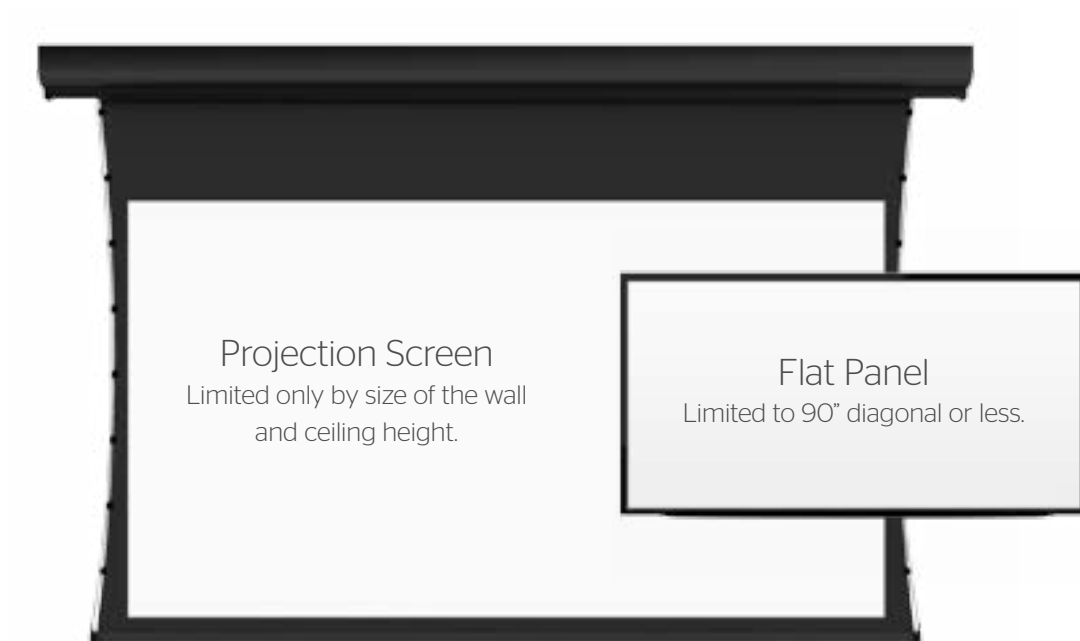 Projection Screen
Limited only by size of the wall
and ceiling height.
Flat Panel
Limited to 90” diagonal or less.